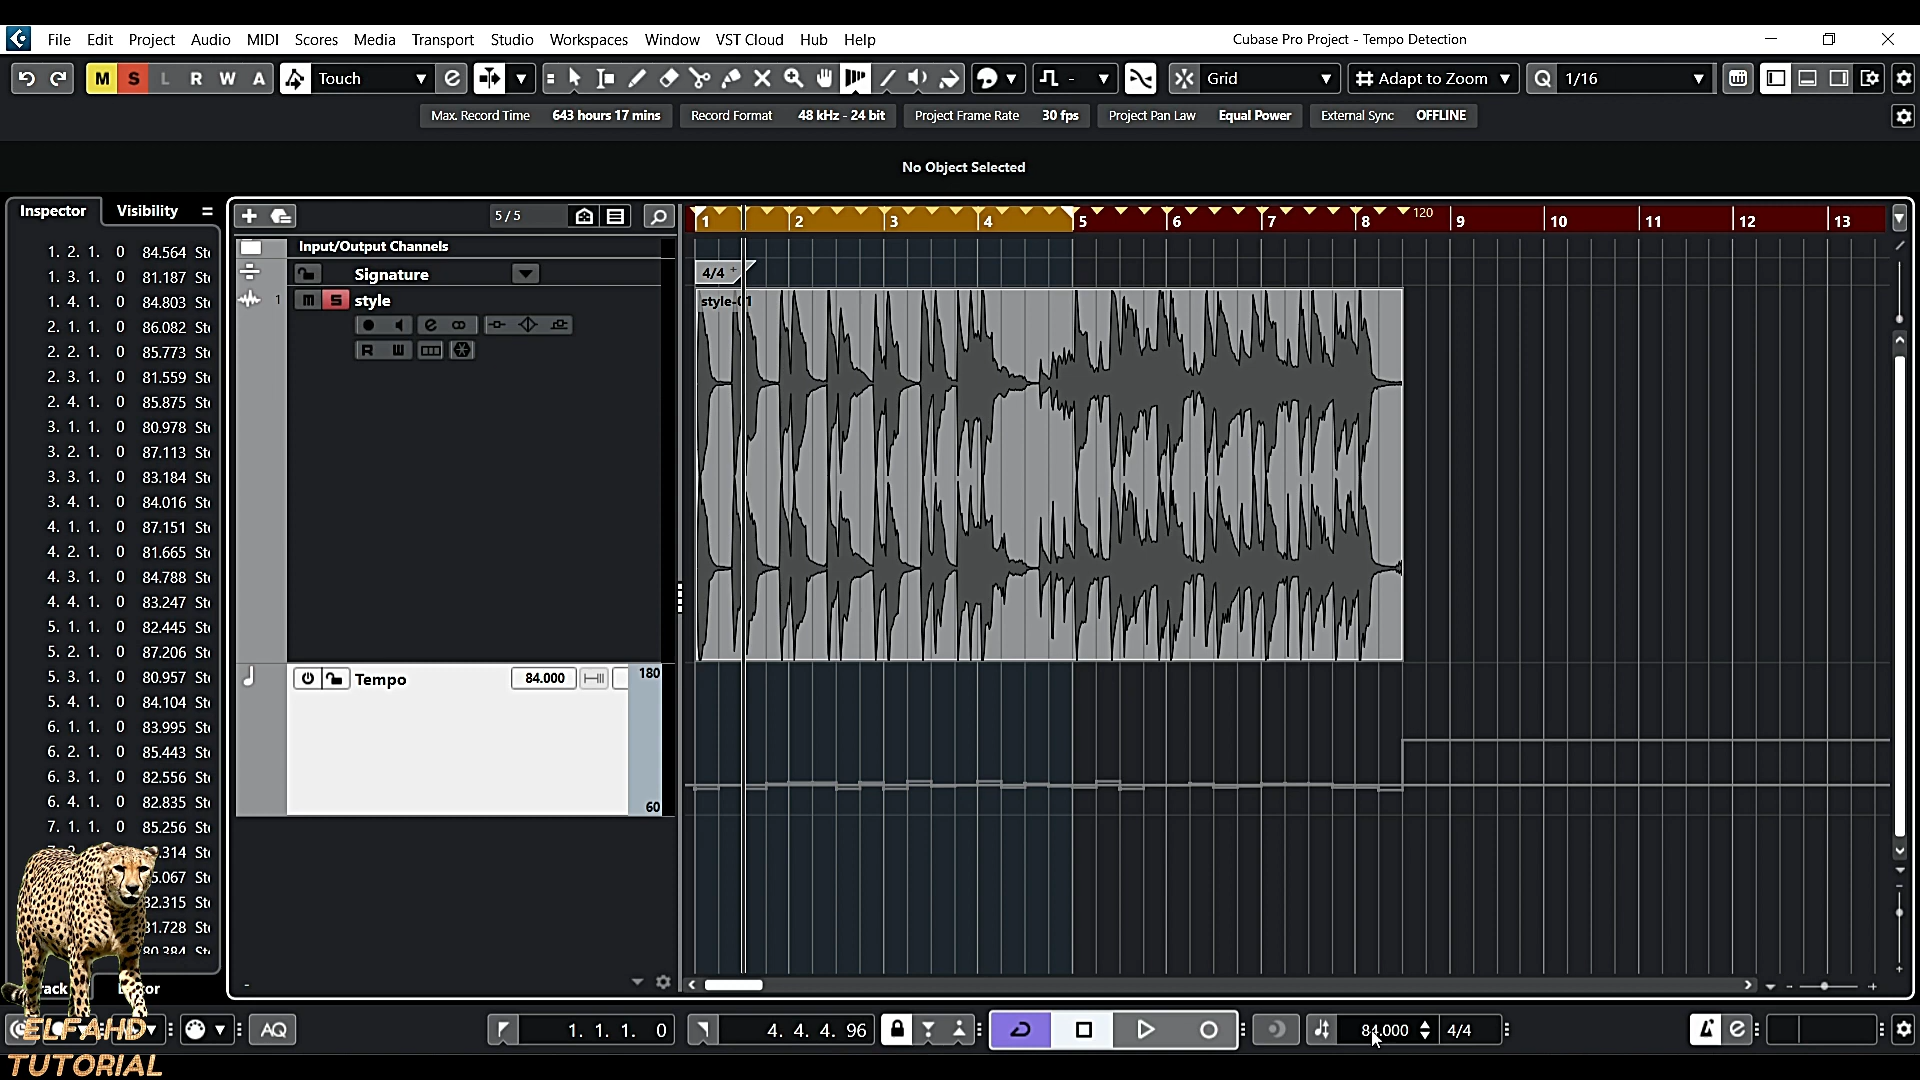 File Edit Project Audio MIDI Scores Media Transport Studio Workspaces Window VST Cloud Hub Help
Cubase Pro Project - Tempo Detection
M S L R W A Touch Grid Adapt to Zoom Q 1/16
Max. Record Time 643 hours 17 mins Record Format 48 kHz - 24 bit Project Frame Rate 30 fps Project Pan Law Equal Power External Sync OFFLINE
No Object Selected
Inspector Visibility
5 / 5
1 2 3 4 5 6 7 8 120 9 10 11 12 13
Input/Output Channels
Signature
4/4
1 m S style
style-01
R W
1. 2. 1. 0 84.564
1. 3. 1. 0 81.187
1. 4. 1. 0 84.803
2. 1. 1. 0 86.082
2. 2. 1. 0 85.773
2. 3. 1. 0 81.559
2. 4. 1. 0 85.875
3. 1. 1. 0 80.978
3. 2. 1. 0 87.113
3. 3. 1. 0 83.184
3. 4. 1. 0 84.016
4. 1. 1. 0 87.151
4. 2. 1. 0 81.665
4. 3. 1. 0 84.788
4. 4. 1. 0 83.247
5. 1. 1. 0 82.445
5. 2. 1. 0 87.206
5. 3. 1. 0 80.957
5. 4. 1. 0 84.104
6. 1. 1. 0 83.995
6. 2. 1. 0 85.443
6. 3. 1. 0 82.556
6. 4. 1. 0 82.835
7. 1. 1. 0 85.256
Tempo 84.000 180
60
AQ
1. 1. 1. 0
4. 4. 4. 96
84.000 4/4
ELFAHD
TUTORIAL